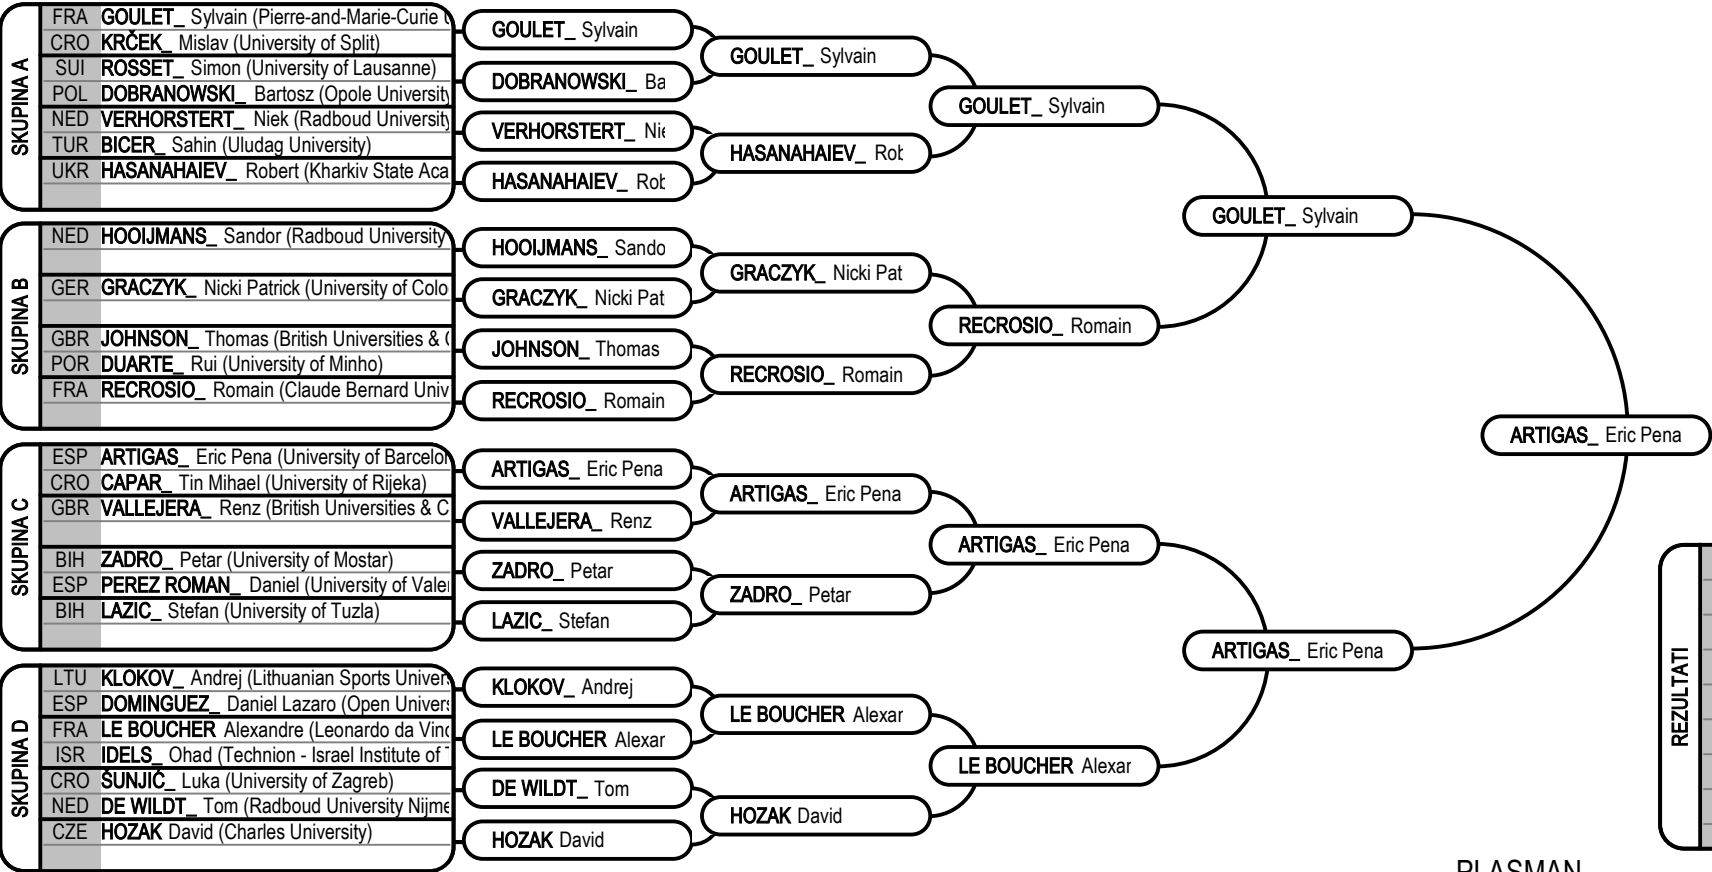 SKUPINA A
FRA GOULET_ Sylvain (Pierre-and-Marie-Curie
CRO KRČEK_ Mislav (University of Split)
SUI ROSSET_ Simon (University of Lausanne)
POL DOBRANOWSKI_ Bartosz (Opole University
NED VERHORSTERT_ Niek (Radboud University
TUR BICER_ Sahin (Uludag University)
UKR HASANAHAIEV_ Robert (Kharkiv State Aca
SKUPINA B
NED HOOIJMANS_ Sandor (Radboud University
GER GRACZYK_ Nicki Patrick (University of Colo
GBR JOHNSON_ Thomas (British Universities &
POR DUARTE_ Rui (University of Minho)
FRA RECROSIO_ Romain (Claude Bernard Univ
SKUPINA C
ESP ARTIGAS_ Eric Pena (University of Barcelon
CRO CAPAR_ Tin Mihael (University of Rijeka)
GBR VALLEJERA_ Renz (British Universities & C
BIH ZADRO_ Petar (University of Mostar)
ESP PEREZ ROMAN_ Daniel (University of Valen
BIH LAZIC_ Stefan (University of Tuzla)
SKUPINA D
LTU KLOKOV_ Andrej (Lithuanian Sports Univer
ESP DOMINGUEZ_ Daniel Lazaro (Open Univers
FRA LE BOUCHER Alexandre (Leonardo da Vinc
ISR IDELS_ Ohad (Technion - Israel Institute of
CRO ŠUNJIĆ_ Luka (University of Zagreb)
NED DE WILDT_ Tom (Radboud University Nijme
CZE HOZAK David (Charles University)
GOULET_ Sylvain
DOBRANOWSKI_ Ba
VERHORSTERT_ Nie
HASANAHAIEV_ Rob
HOOIJMANS_ Sando
GRACZYK_ Nicki Pat
JOHNSON_ Thomas
RECROSIO_ Romain
ARTIGAS_ Eric Pena
VALLEJERA_ Renz
ZADRO_ Petar
LAZIC_ Stefan
KLOKOV_ Andrej
LE BOUCHER Alexar
DE WILDT_ Tom
HOZAK David
GOULET_ Sylvain
HASANAHAIEV_ Rob
GRACZYK_ Nicki Pat
RECROSIO_ Romain
ARTIGAS_ Eric Pena
ZADRO_ Petar
LE BOUCHER Alexar
HOZAK David
GOULET_ Sylvain
RECROSIO_ Romain
ARTIGAS_ Eric Pena
LE BOUCHER Alexar
GOULET_ Sylvain
ARTIGAS_ Eric Pena
ARTIGAS_ Eric Pena
REZULTATI
PLASMAN